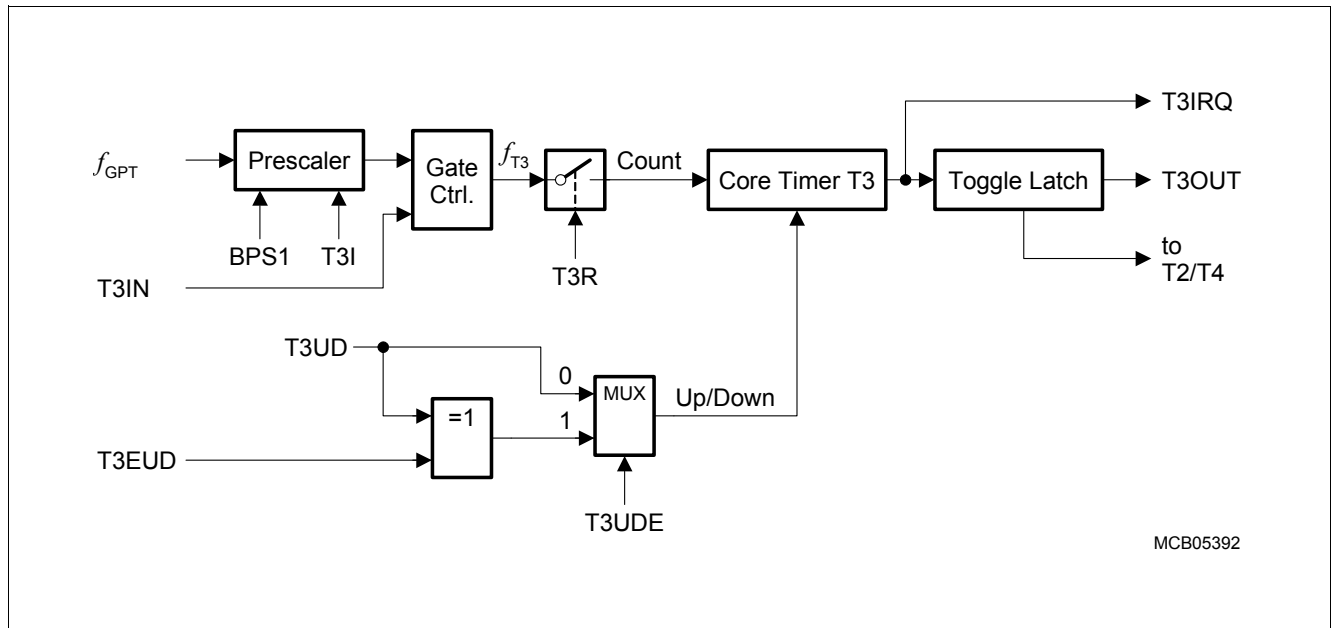 T3IRQ
fGPT
Prescaler
Gate
Ctrl.
fT3
Count
Core Timer T3
Toggle Latch
T3OUT
BPS1
T3I
T3IN
T3R
to
T2/T4
T3UD
0
MUX
Up/Down
=1
1
T3EUD
T3UDE
MCB05392